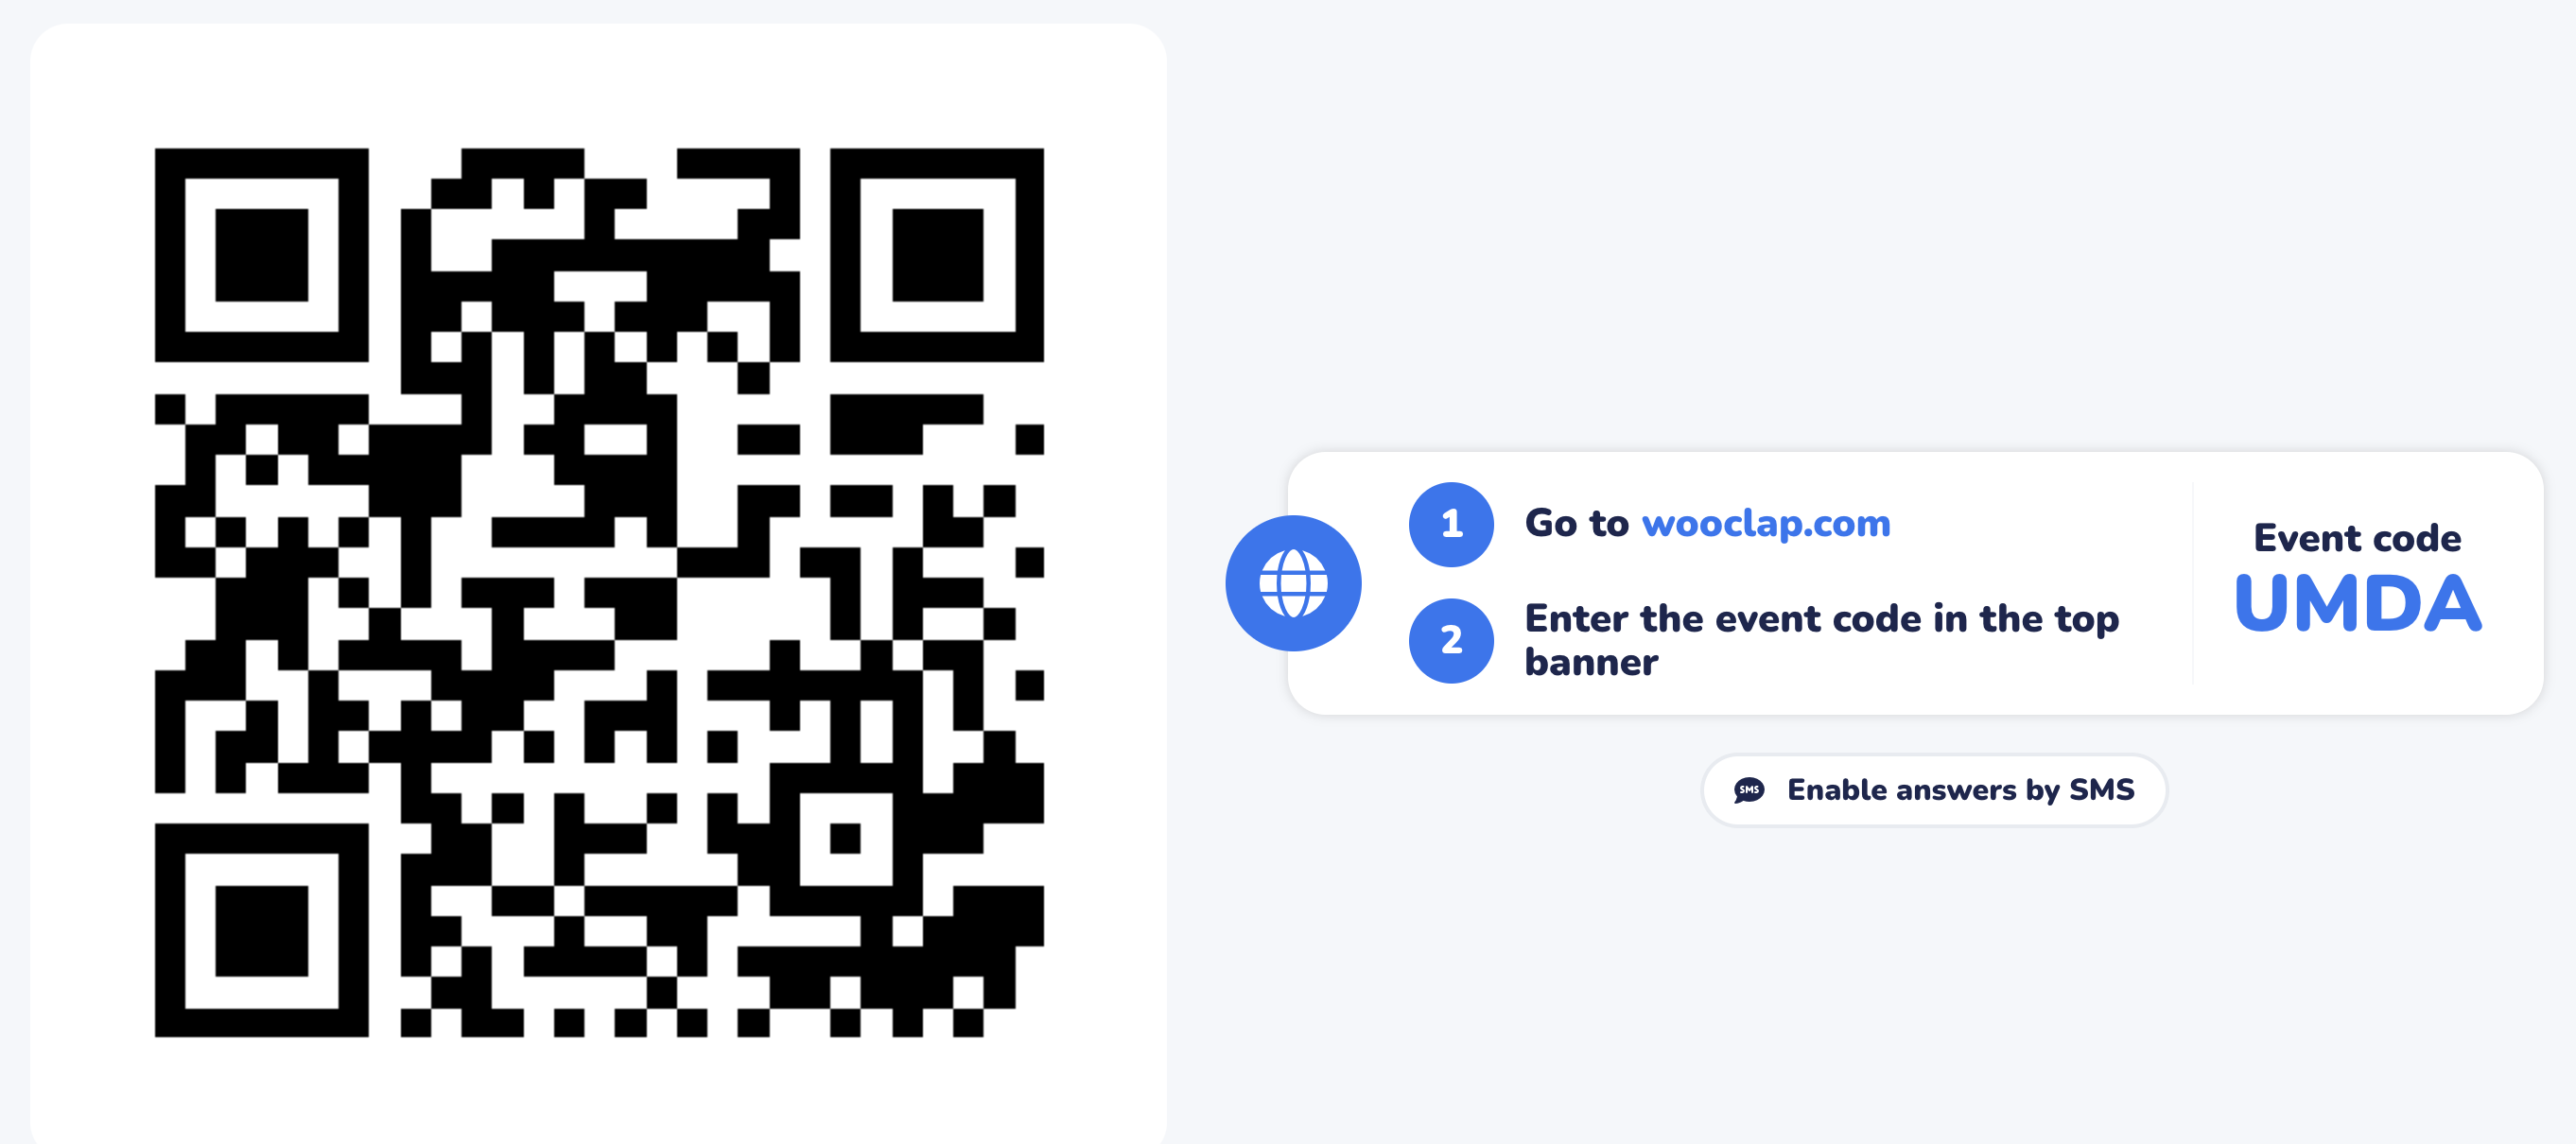 1 Go to wooclap.com
2 Enter the event code in the top
banner
Event code
UMDA
SMS Enable answers by SMS